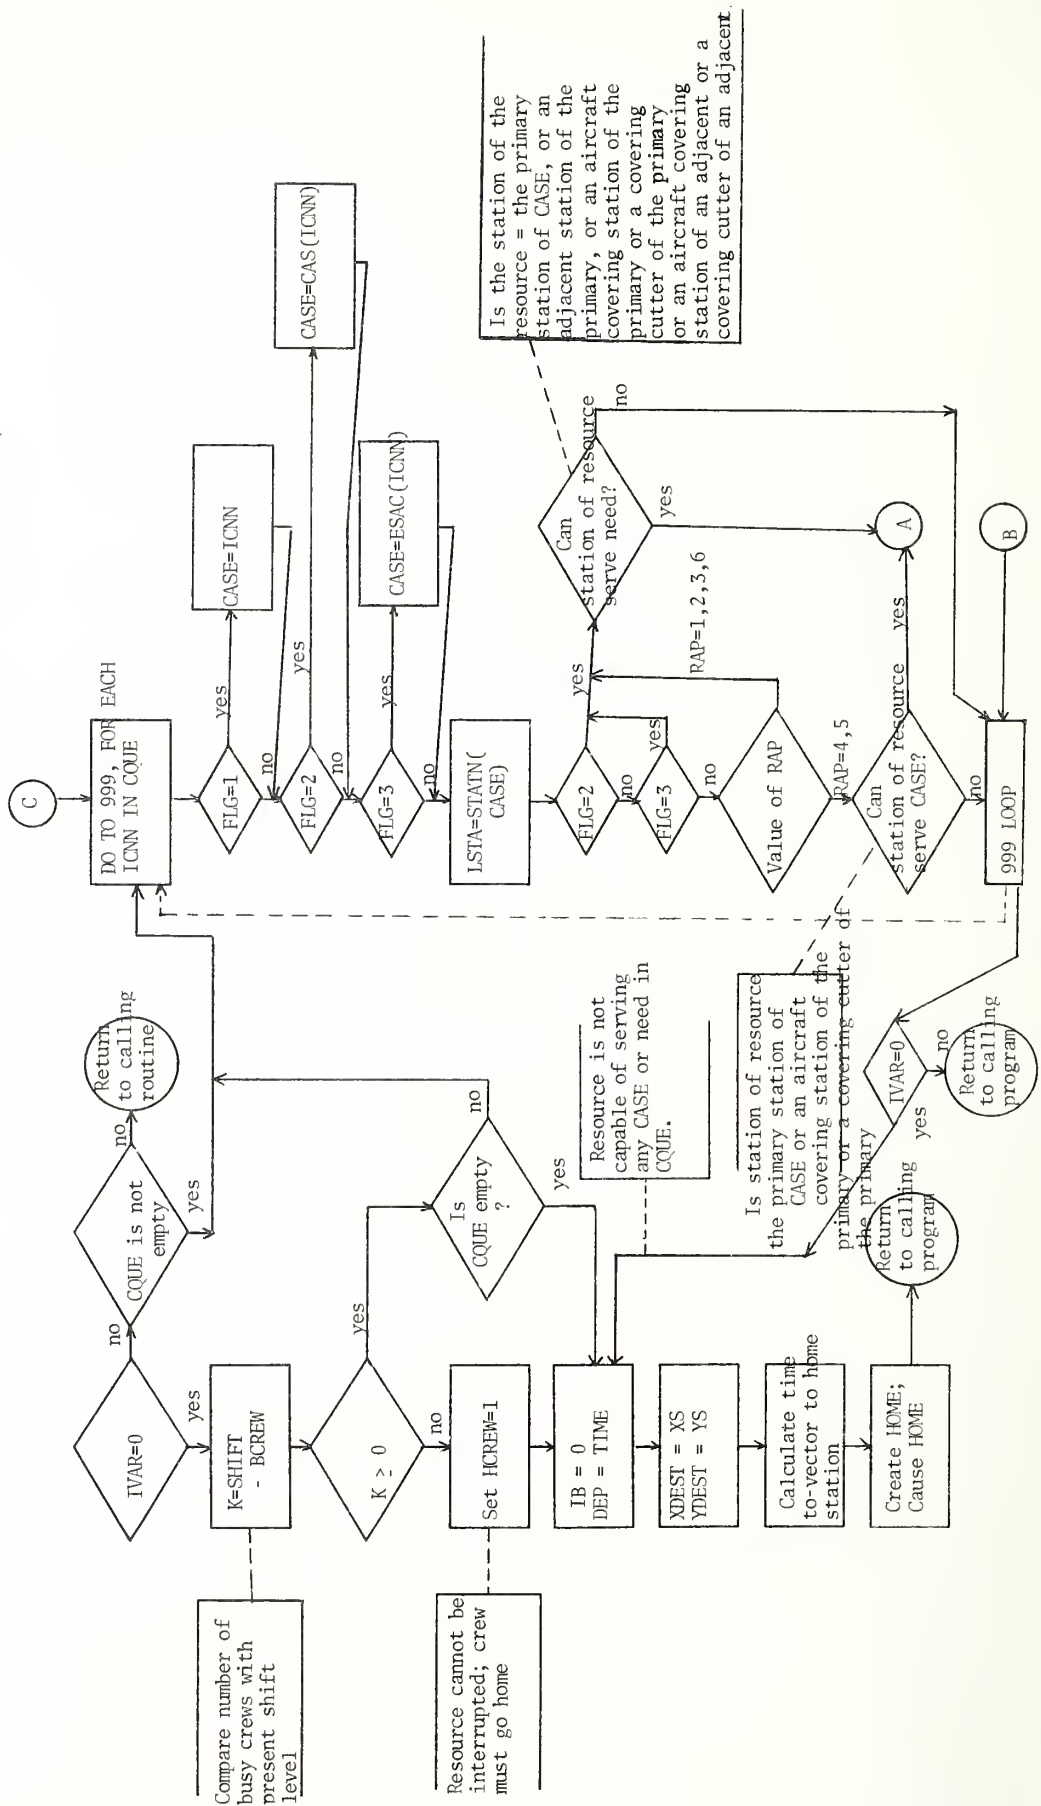 IVAR=0
no
yes
CQUE is not
empty
no
yes
Return
to calling
routine
Compare number of
busy crews with
present shift
level
K=SHIFT
- BCREW
K ≥ 0
yes
no
Is
CQUE empty
?
no
yes
Resource cannot be
interrupted; crew
must go home
Set HCREW=1
IB = 0
DEP = TIME
Resource is not
capable of serving
any CASE or need in
CQUE.
XDEST = XS
YDEST = YS
Calculate time
to-vector to home
station
Create HOME;
Cause HOME
Return
to calling
program
Is station of resource
the primary station of
CASE or an aircraft
covering station of the
primary or a covering cutter of
the primary
IVAR=0
yes
no
Return
to calling
program
C
DO TO 999, FOR EACH
ICNN IN CQUE
FLG=1
yes
no
CASE=ICNN
FLG=2
yes
no
CASE=CAS(ICNN)
FLG=3
yes
no
CASE=ESAC(ICNN)
LSTA=STATN(
CASE)
FLG=2
yes
no
FLG=3
yes
no
Value of RAP
RAP=1,2,3,6
RAP=4,5
Can
station of resource
serve need?
yes
no
Is the station of the
resource = the primary
station of CASE, or an
adjacent station of the
primary, or an aircraft
covering station of the
primary or a covering
cutter of the primary
or an aircraft covering
station of an adjacent or a
covering cutter of an adjacent
Can
station of resource
serve CASE?
yes
no
A
999 LOOP
B